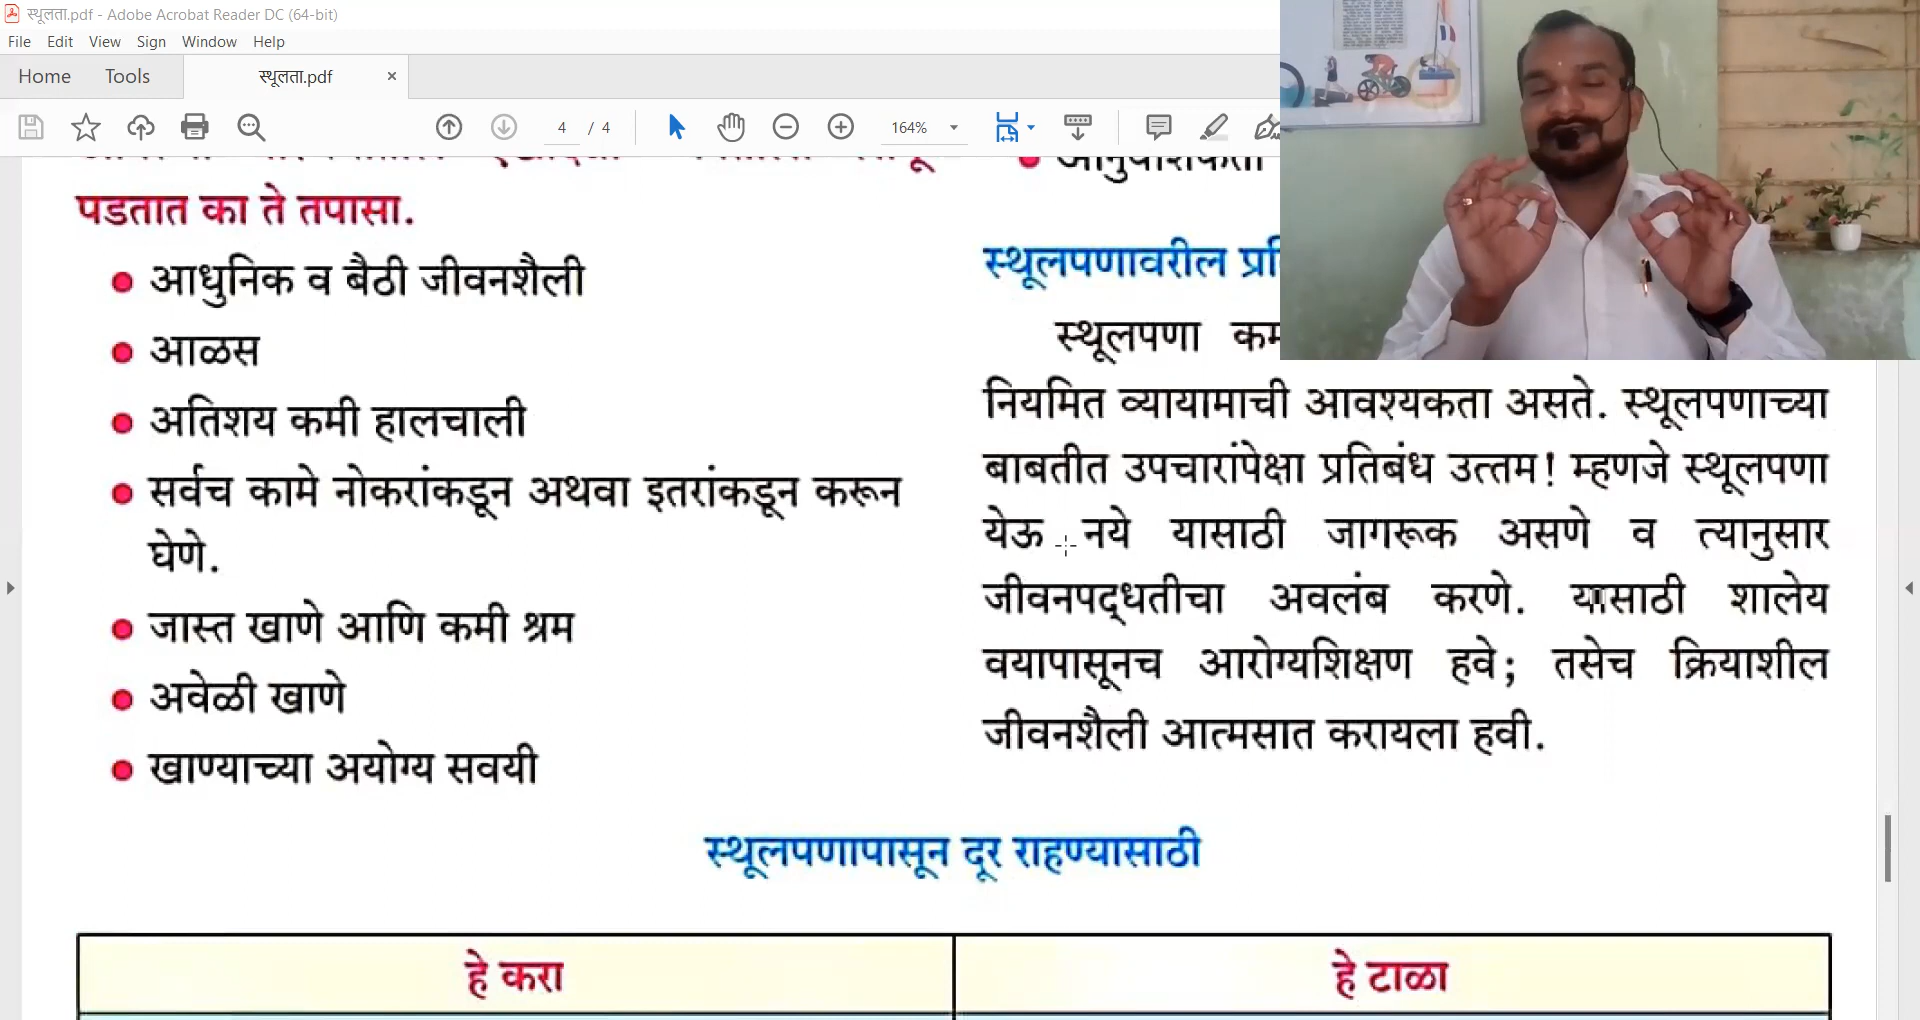 स्थूलता.pdf - Adobe Acrobat Reader DC (64-bit)
File Edit View Sign Window Help
Home Tools स्थूलता.pdf ×
4 / 4 164%
पडतात का ते तपासा.
● आधुनिक व बैठी जीवनशैली
● आळस
● अतिशय कमी हालचाली
● सर्वच कामे नोकरांकडून अथवा इतरांकडून करून
घेणे.
● जास्त खाणे आणि कमी श्रम
● अवेळी खाणे
● खाण्याच्या अयोग्य सवयी
● आनुवंशिकता
स्थूलपणावरील
स्थूलपणा
नियमित व्यायामाची आवश्यकता असते. स्थूलपणाच्या
बाबतीत उपचारांपेक्षा प्रतिबंध उत्तम! म्हणजे स्थूलपणा
येऊ नये यासाठी जागरूक असणे व त्यानुसार
जीवनपद्धतीचा अवलंब करणे. यासाठी शालेय
वयापासूनच आरोग्यशिक्षण हवे; तसेच क्रियाशील
जीवनशैली आत्मसात करायला हवी.
स्थूलपणापासून दूर राहण्यासाठी
हे करा हे टाळा